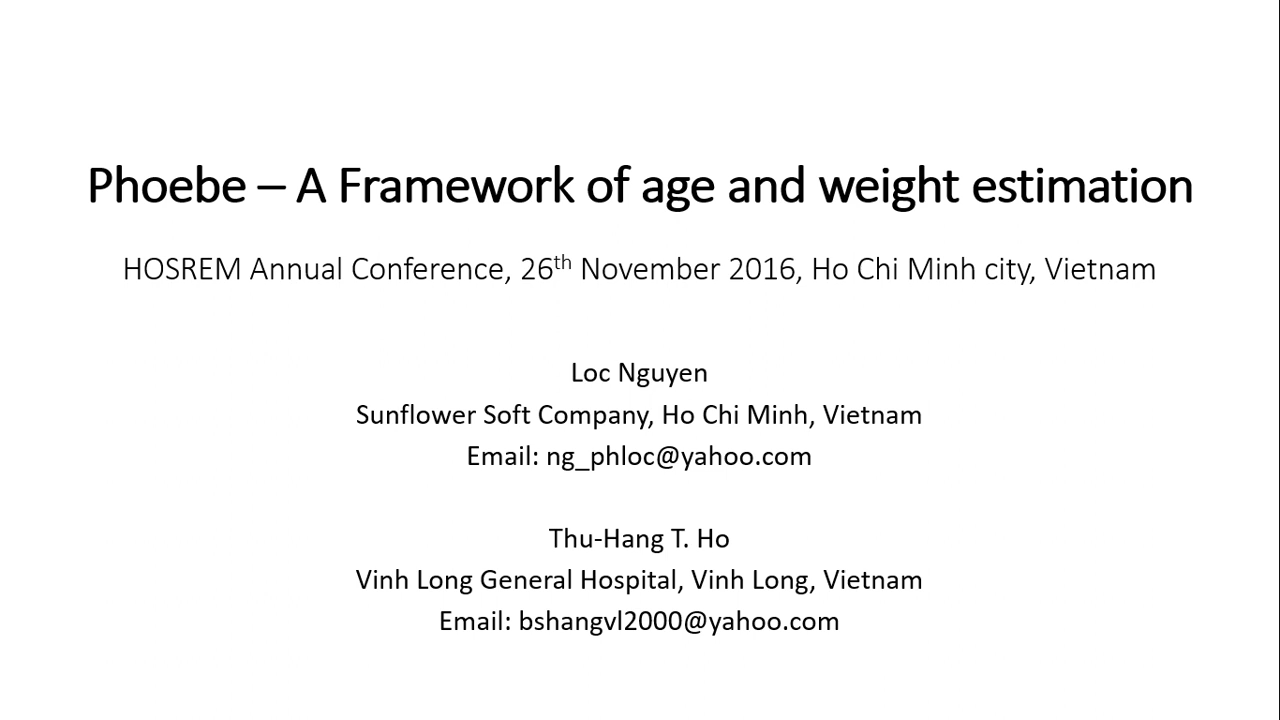 Phoebe – A Framework of age and weight estimation
HOSREM Annual Conference, 26th November 2016, Ho Chi Minh city, Vietnam
Loc Nguyen
Sunflower Soft Company, Ho Chi Minh, Vietnam
Email: ng_phloc@yahoo.com
Thu-Hang T. Ho
Vinh Long General Hospital, Vinh Long, Vietnam
Email: bshangvl2000@yahoo.com